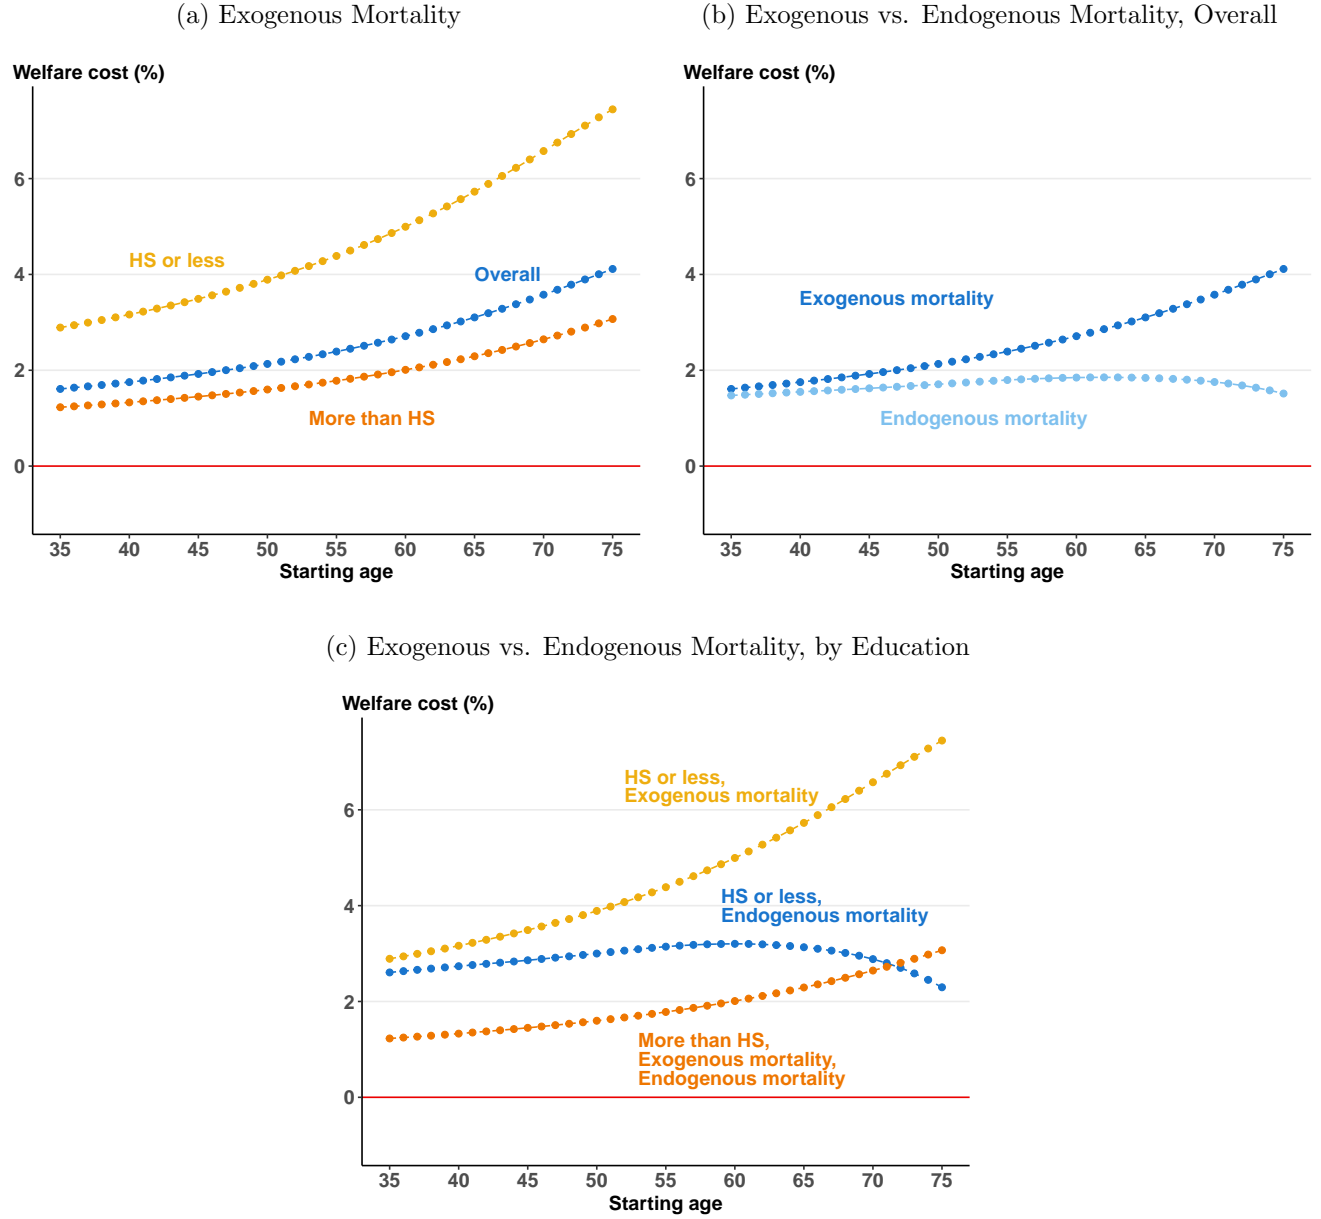 (a) Exogenous Mortality
Welfare cost (%)
6
4
2
0
HS or less
Overall
More than HS
35 40 45 50 55 60 65 70 75
Starting age
(b) Exogenous vs. Endogenous Mortality, Overall
Welfare cost (%)
6
4
2
0
Exogenous mortality
Endogenous mortality
35 40 45 50 55 60 65 70 75
Starting age
(c) Exogenous vs. Endogenous Mortality, by Education
Welfare cost (%)
6
4
2
0
HS or less,
Exogenous mortality
HS or less,
Endogenous mortality
More than HS,
Exogenous mortality,
Endogenous mortality
35 40 45 50 55 60 65 70 75
Starting age